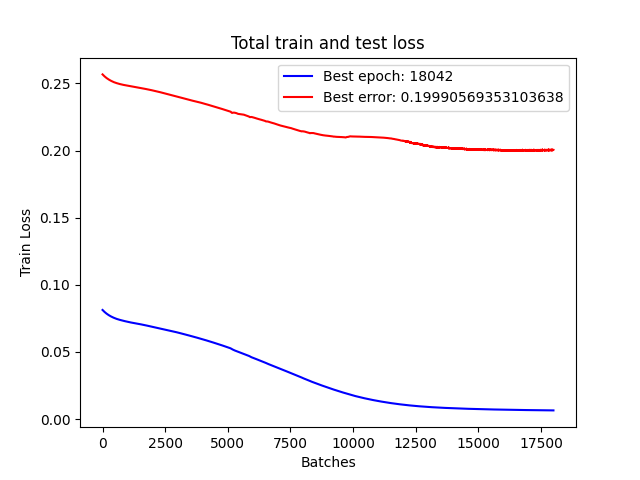 Total train and test loss
Best epoch: 18042
Best error: 0.19990569353103638
Train Loss
0.25
0.20
0.15
0.10
0.05
0.00
0 2500 5000 7500 10000 12500 15000 17500
Batches